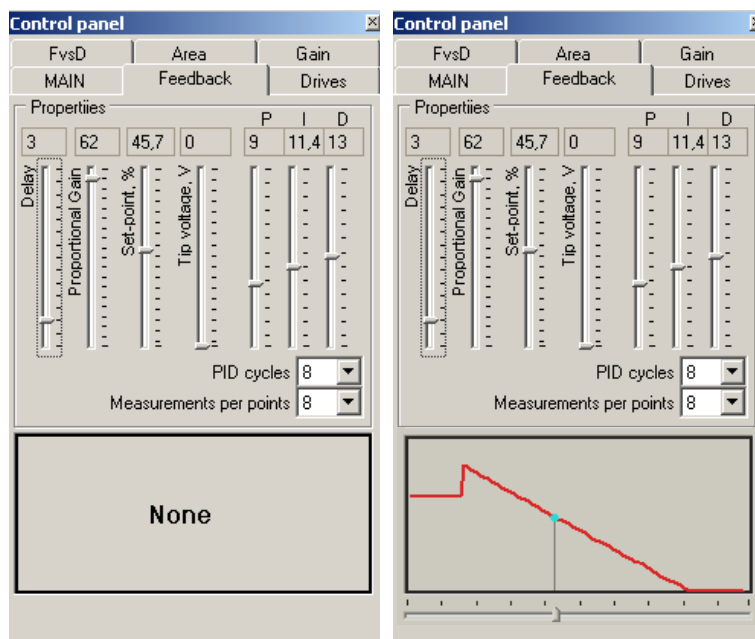 Control panel
FvsD Area Gain
MAIN Feedback Drives
Propertiies
P I D
3 62 45,7 0 9 11,4 13
Delay
Proportional Gain
Set-point, %
Tip voltage, V
PID cycles 8
Measurements per points 8
None
Control panel
FvsD Area Gain
MAIN Feedback Drives
Propertiies
P I D
3 62 45,7 0 9 11,4 13
Delay
Proportional Gain
Set-point, %
Tip voltage, V
PID cycles 8
Measurements per points 8